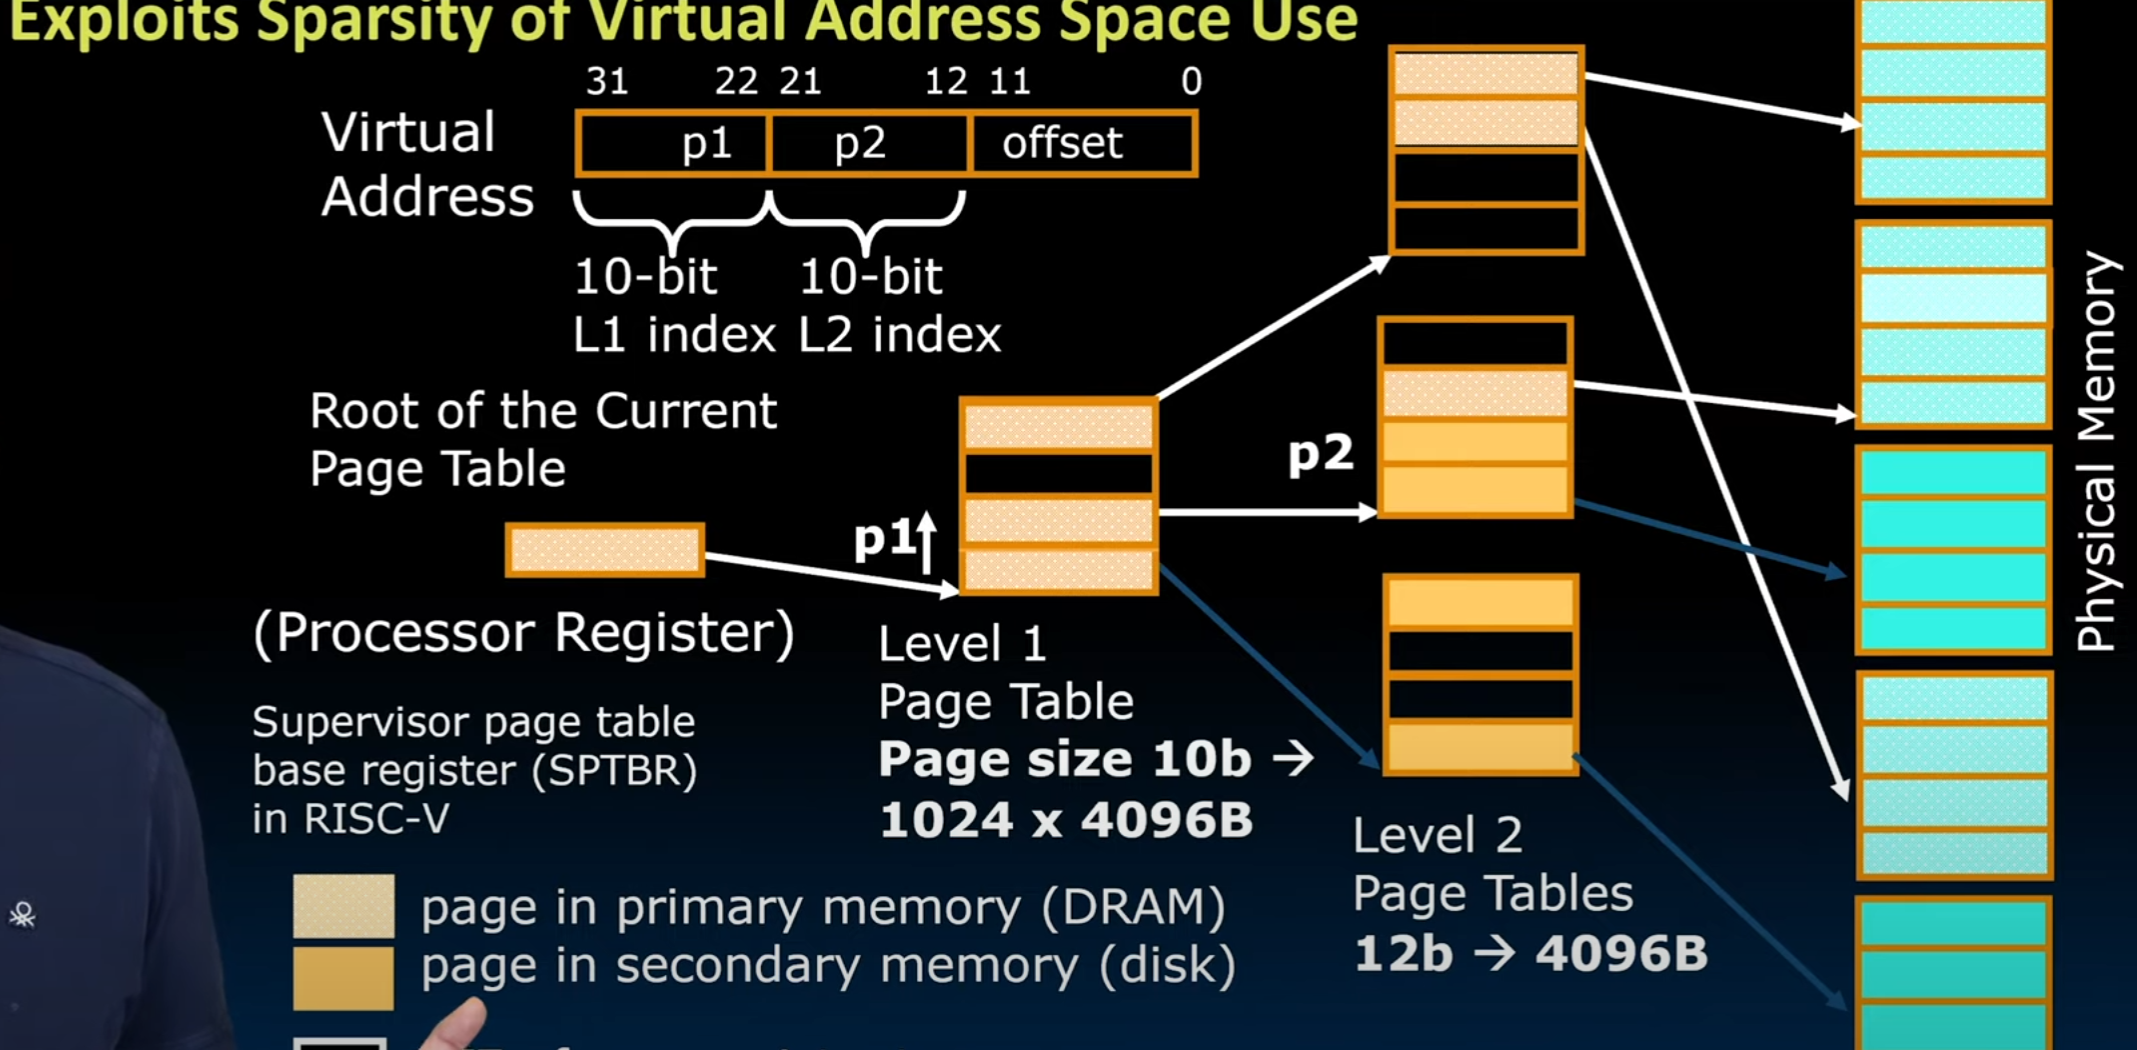 Exploits Sparsity of Virtual Address Space Use
31 22 21 12 11 0
Virtual
Address
p1 p2 offset
10-bit
L1 index
10-bit
L2 index
Root of the Current
Page Table
p1
p2
(Processor Register)
Supervisor page table
base register (SPTBR)
in RISC-V
Level 1
Page Table
Page size 10b →
1024 x 4096B
Level 2
Page Tables
12b → 4096B
Physical Memory
page in primary memory (DRAM)
page in secondary memory (disk)